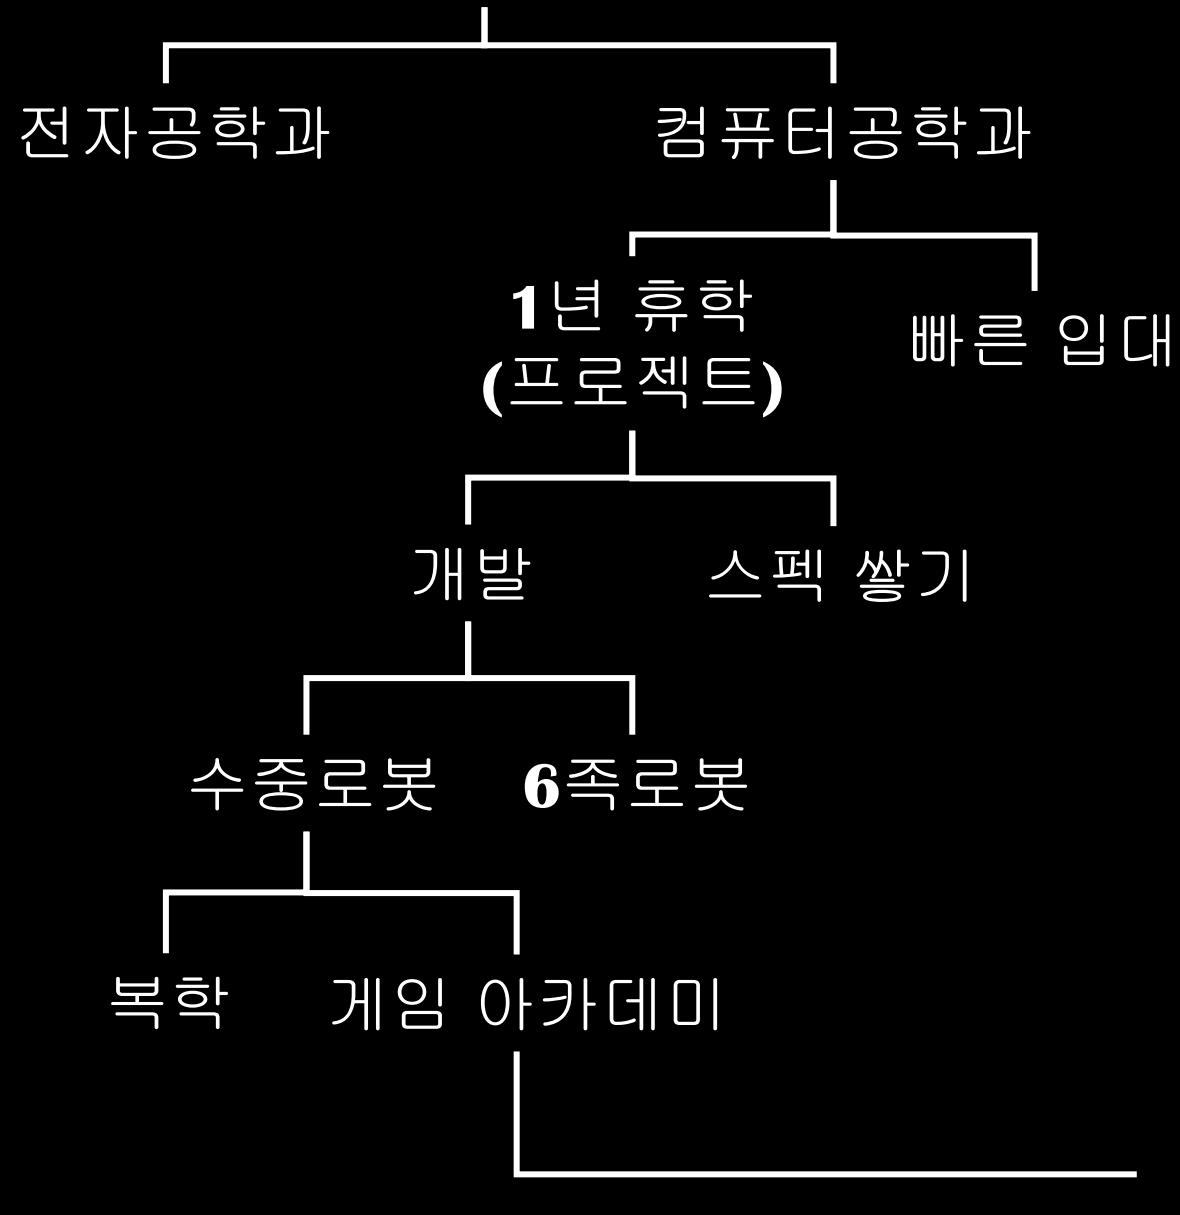 전자공학과
컴퓨터공학과
1년 휴학
(프로젝트)
빠른 입대
개발
스펙 쌓기
수중로봇
6족로봇
복학
게임 아카데미